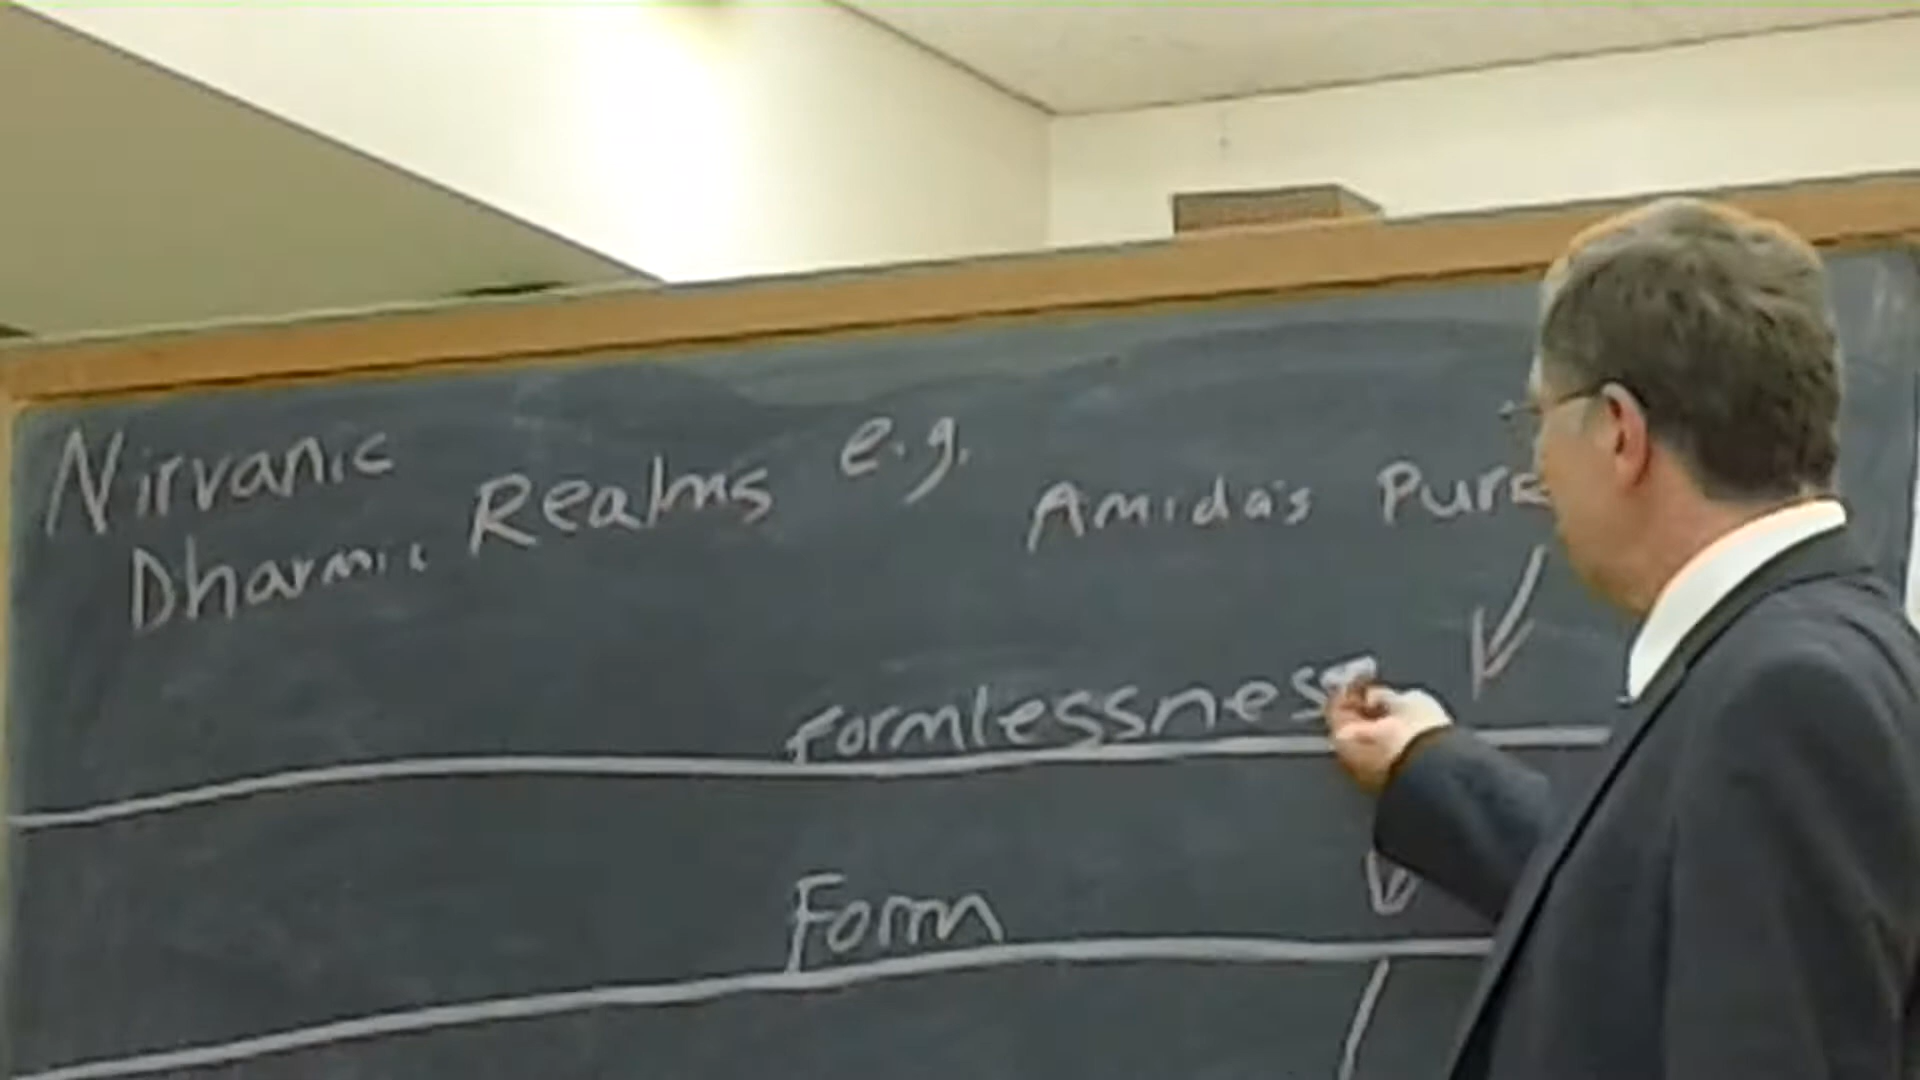 Nirvanic
Dharmic Realms e.g.
Amida's Pure
Formlessness
Form